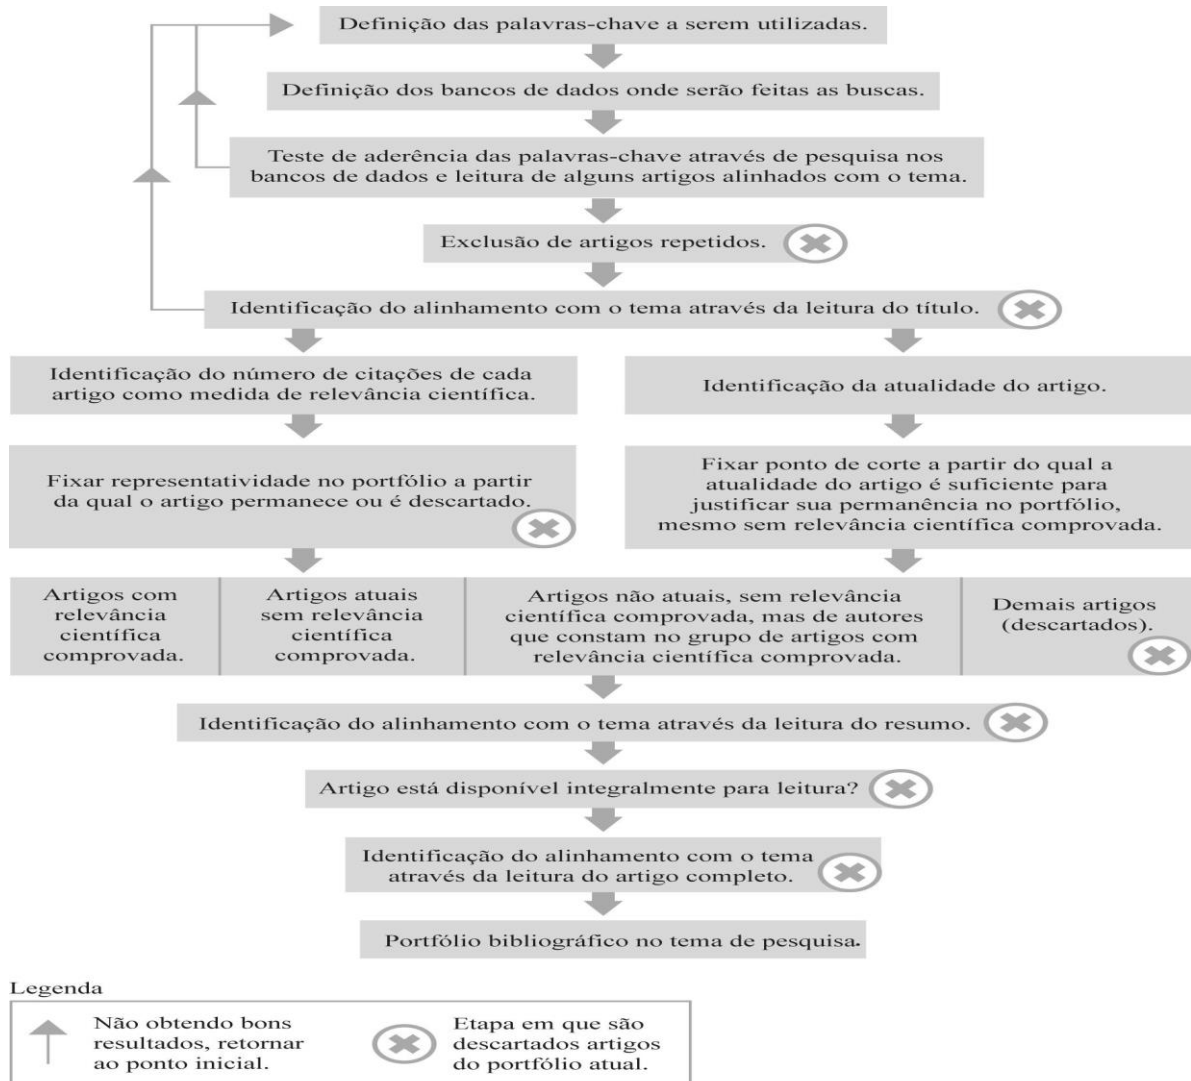 Definição das palavras-chave a serem utilizadas.
Definição dos bancos de dados onde serão feitas as buscas.
Teste de aderência das palavras-chave através de pesquisa nos
bancos de dados e leitura de alguns artigos alinhados com o tema.
Exclusão de artigos repetidos.
Identificação do alinhamento com o tema através da leitura do título.
Identificação do número de citações de cada
artigo como medida de relevância científica.
Identificação da atualidade do artigo.
Fixar representatividade no portfólio a partir
da qual o artigo permanece ou é descartado.
Fixar ponto de corte a partir do qual a
atualidade do artigo é suficiente para
justificar sua permanência no portfólio,
mesmo sem relevância científica comprovada.
Artigos com
relevância
científica
comprovada.
Artigos atuais
sem relevância
científica
comprovada.
Artigos não atuais, sem relevância
científica comprovada, mas de autores
que constam no grupo de artigos com
relevância científica comprovada.
Demais artigos
(descartados).
Identificação do alinhamento com o tema através da leitura do resumo.
Artigo está disponível integralmente para leitura?
Identificação do alinhamento com o tema
através da leitura do artigo completo.
Portfólio bibliográfico no tema de pesquisa.
Legenda
Não obtendo bons
resultados, retornar
ao ponto inicial.
Etapa em que são
descartados artigos
do portfólio atual.